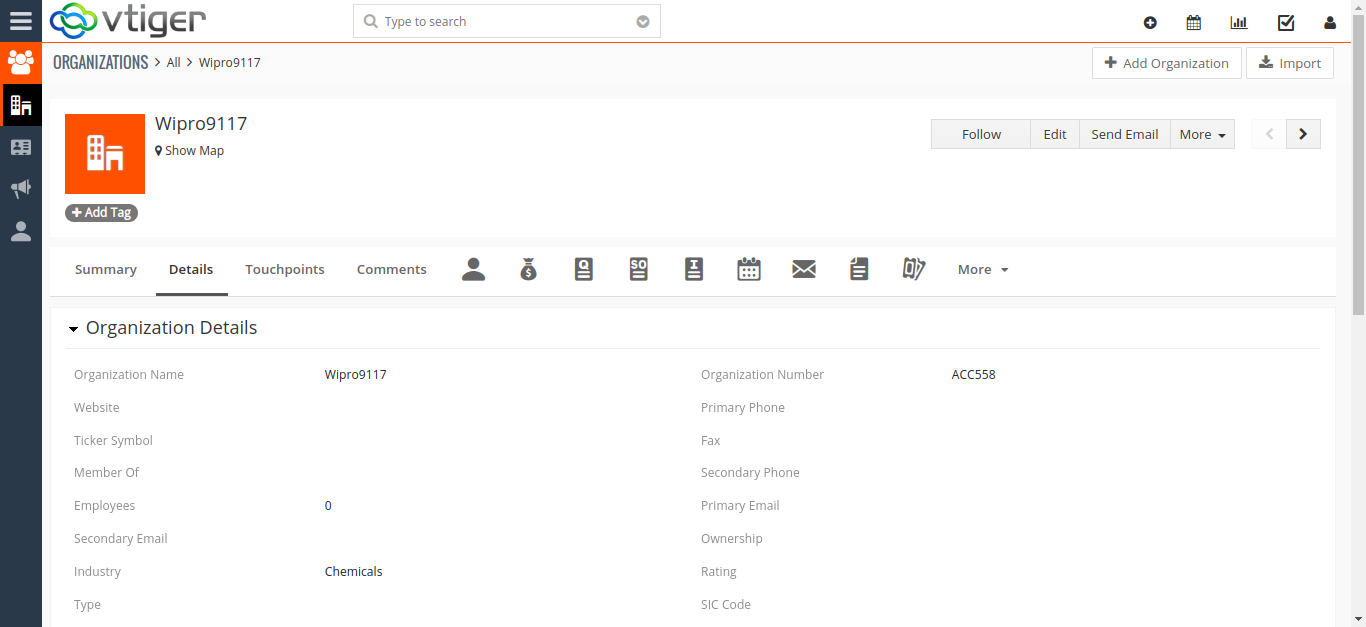 vtiger
Type to search
ORGANIZATIONS > All > Wipro9117
Add Organization
Import
Wipro9117
Show Map
Follow
Edit
Send Email
More
+ Add Tag
Summary
Details
Touchpoints
Comments
$
Q
SO
I
More
Organization Details
Organization Name Wipro9117
Organization Number ACC558
Website
Primary Phone
Ticker Symbol
Fax
Member Of
Secondary Phone
Employees 0
Primary Email
Secondary Email
Ownership
Industry Chemicals
Rating
Type
SIC Code